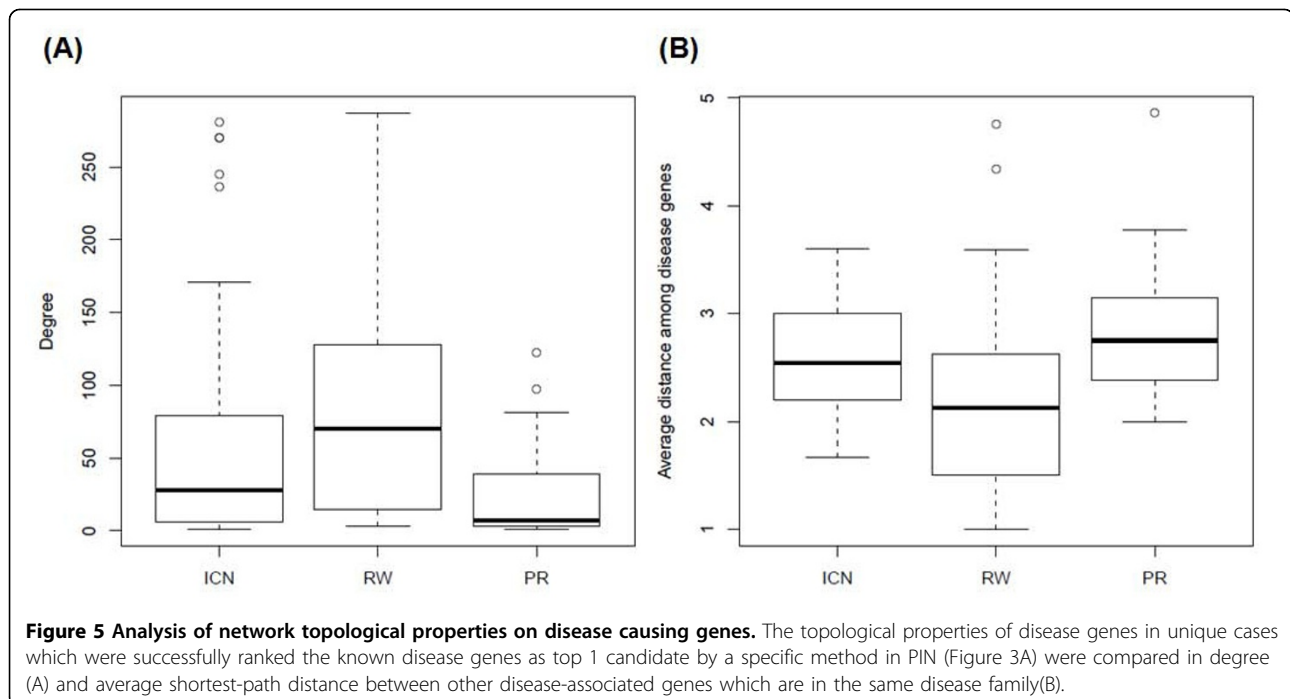 (A)
(B)
Degree
0
50
100
150
200
250
ICN
RW
PR
Average distance among disease genes
1
2
3
4
5
ICN
RW
PR
Figure 5 Analysis of network topological properties on disease causing genes. The topological properties of disease genes in unique cases
which were successfully ranked the known disease genes as top 1 candidate by a specific method in PIN (Figure 3A) were compared in degree
(A) and average shortest-path distance between other disease-associated genes which are in the same disease family(B).